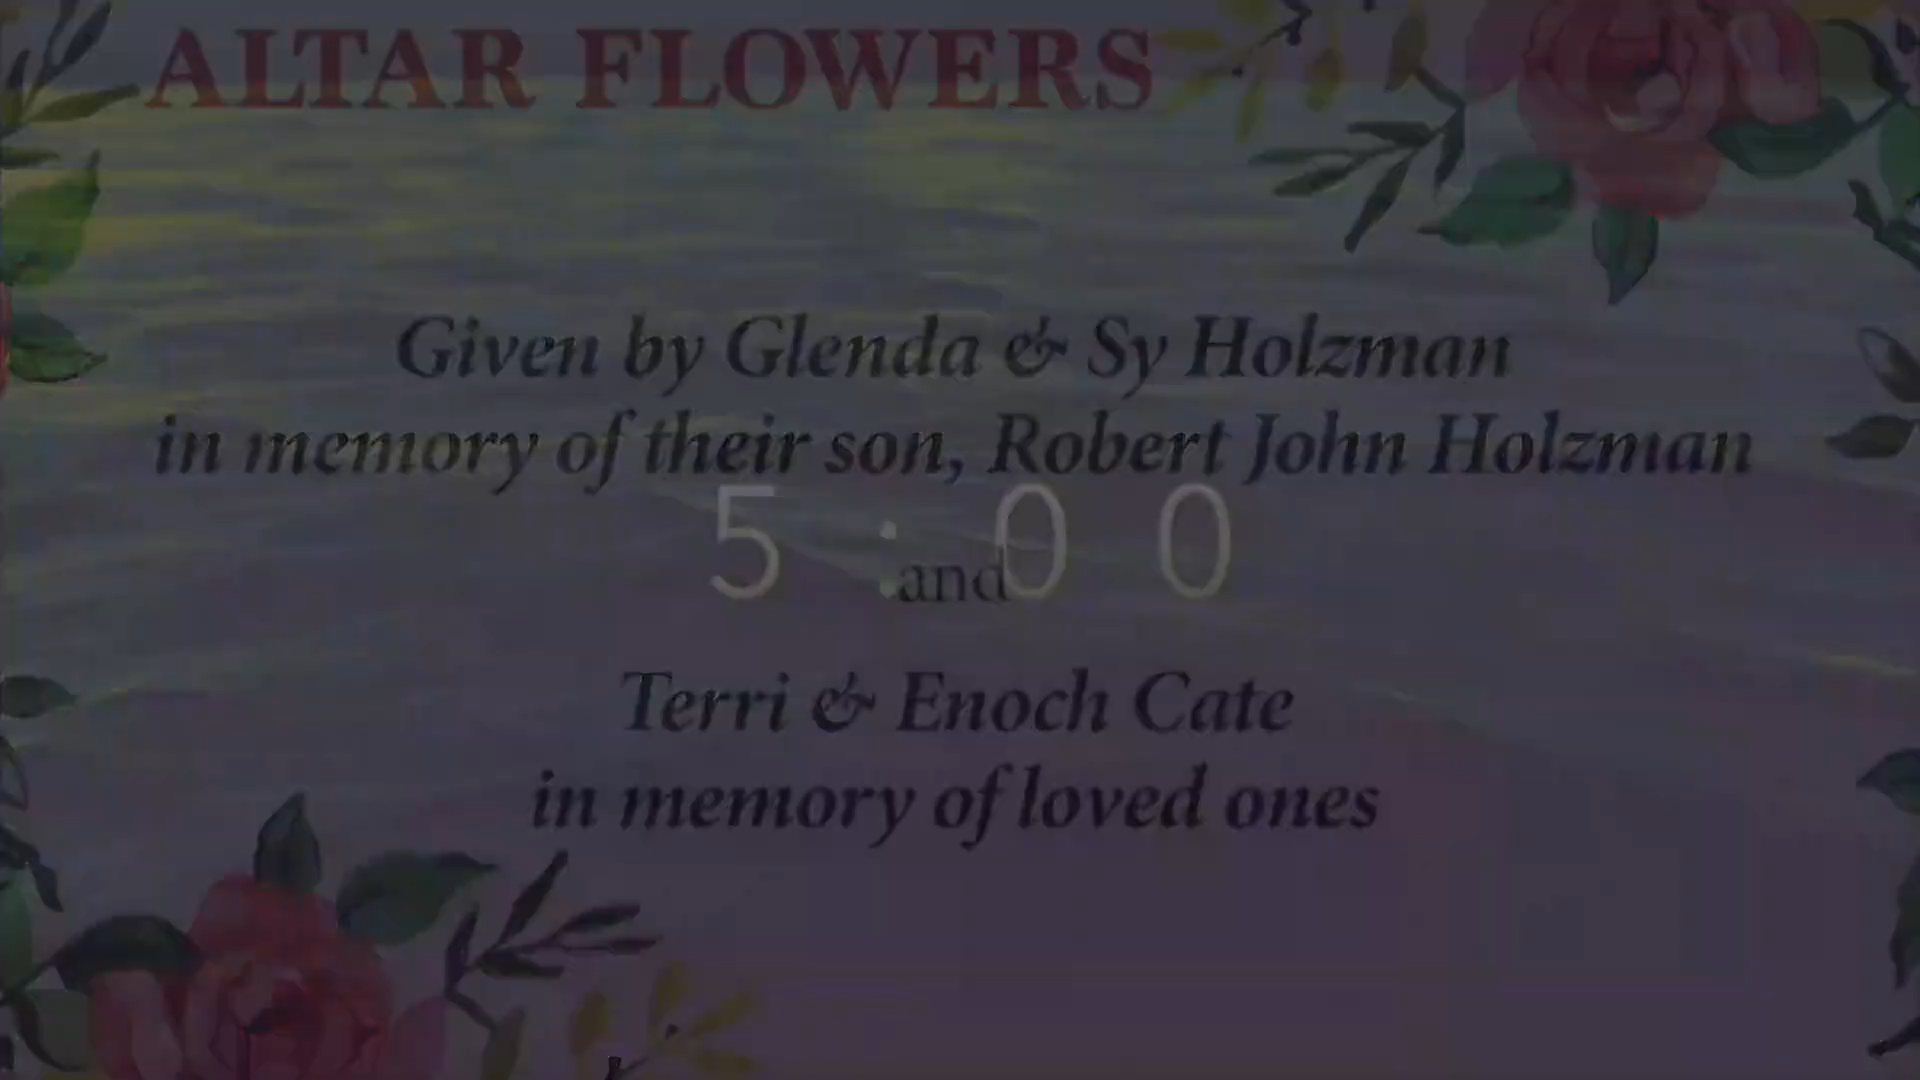 ALTAR FLOWERS
Given by Glenda & Sy Holzman
in memory of their son, Robert John Holzman
5:00
and
Terri & Enoch Cate
in memory of loved ones